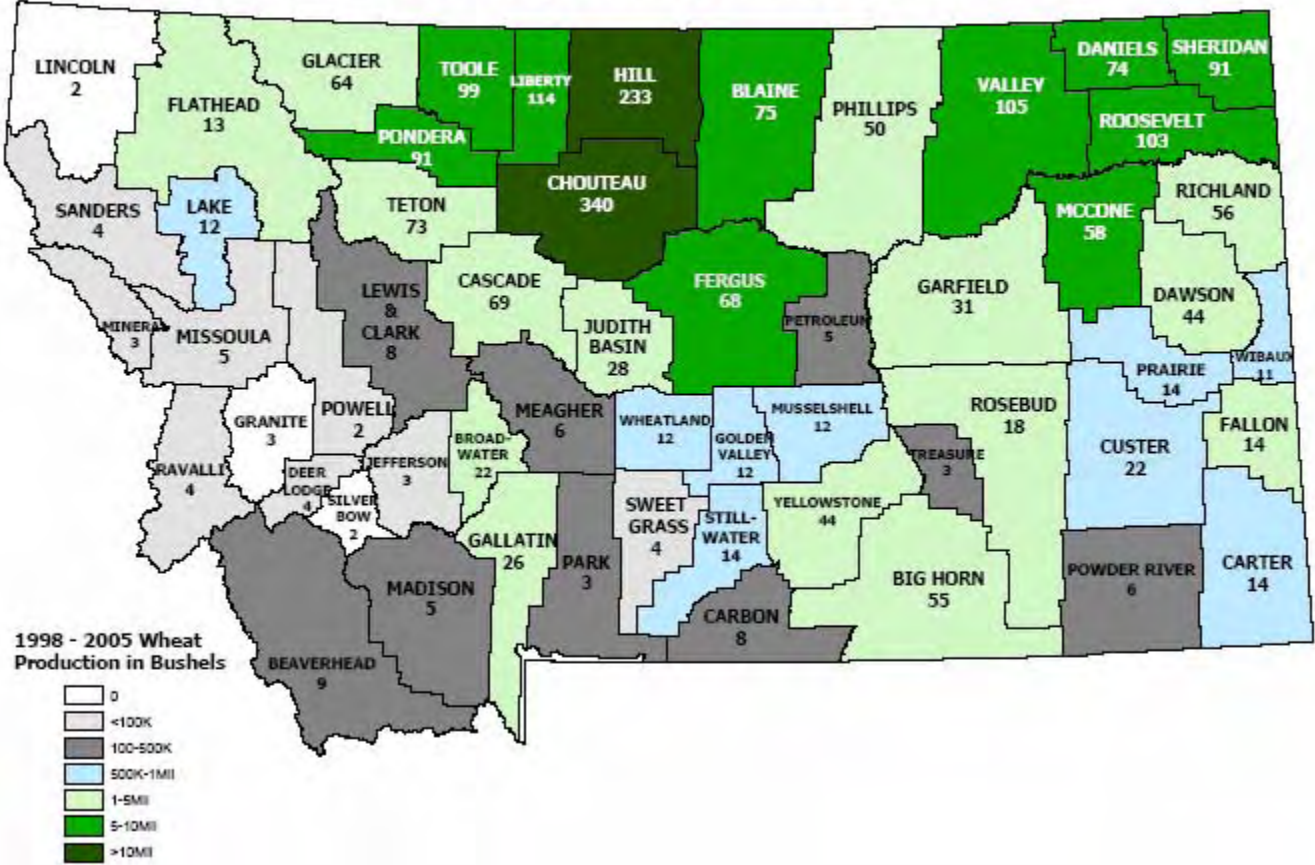 LINCOLN
2
FLATHEAD
13
GLACIER
64
TOOLE
99
LIBERTY
114
HILL
233
BLAINE
75
PHILLIPS
50
VALLEY
105
DANIELS
74
SHERIDAN
91
ROOSEVELT
103
PONDERA
91
CHOUTEAU
340
TETON
73
SANDERS
4
LAKE
12
MCCONE
58
RICHLAND
56
CASCADE
69
FERGUS
68
GARFIELD
31
DAWSON
44
LEWIS
&
CLARK
8
JUDITH
BASIN
28
PETROLEUM
5
MINERAL
3
MISSOULA
5
PRAIRIE
14
WIBAUX
11
GRANITE
3
POWELL
2
MEAGHER
6
WHEATLAND
12
GOLDEN
VALLEY
12
MUSSELSHELL
12
ROSEBUD
18
CUSTER
22
FALLON
14
RAVALLI
4
DEER
LODGE
4
JEFFERSON
3
BROAD-
WATER
22
TREASURE
3
SILVER
BOW
2
GALLATIN
26
PARK
3
SWEET
GRASS
4
STILL-
WATER
14
YELLOWSTONE
44
BIG HORN
55
POWDER RIVER
6
CARTER
14
MADISON
5
CARBON
8
BEAVERHEAD
9
1998 - 2005 Wheat
Production in Bushels
0
<100K
100-500K
500K-1Mil
1-5Mil
5-10Mil
>10Mil